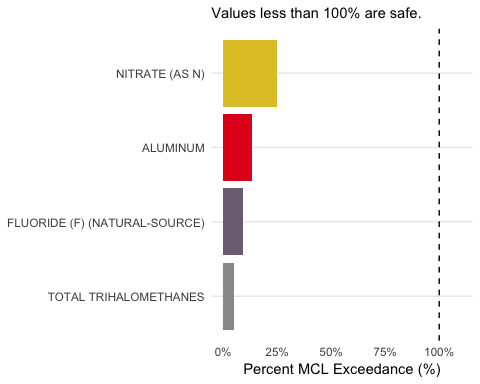 Values less than 100% are safe.
NITRATE (AS N)
ALUMINUM
FLUORIDE (F) (NATURAL-SOURCE)
TOTAL TRIHALOMETHANES
0% 25% 50% 75% 100%
Percent MCL Exceedance (%)